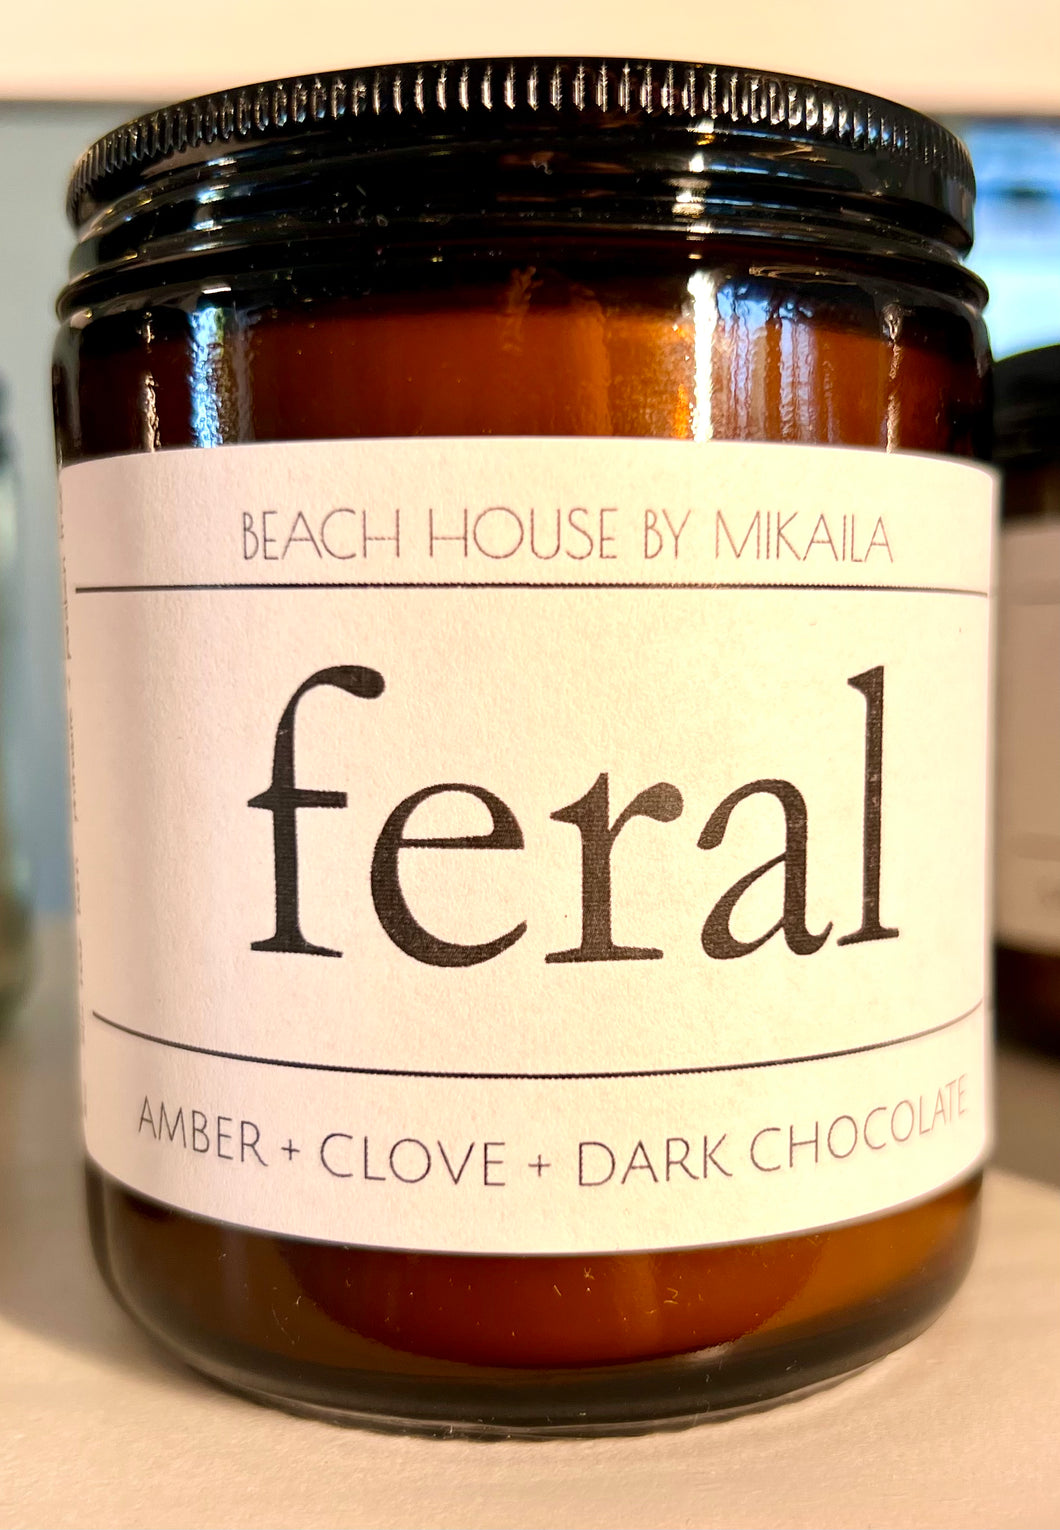 BEACH HOUSE BY MIKAILA
feral
AMBER + CLOVE + DARK CHOCOLATE